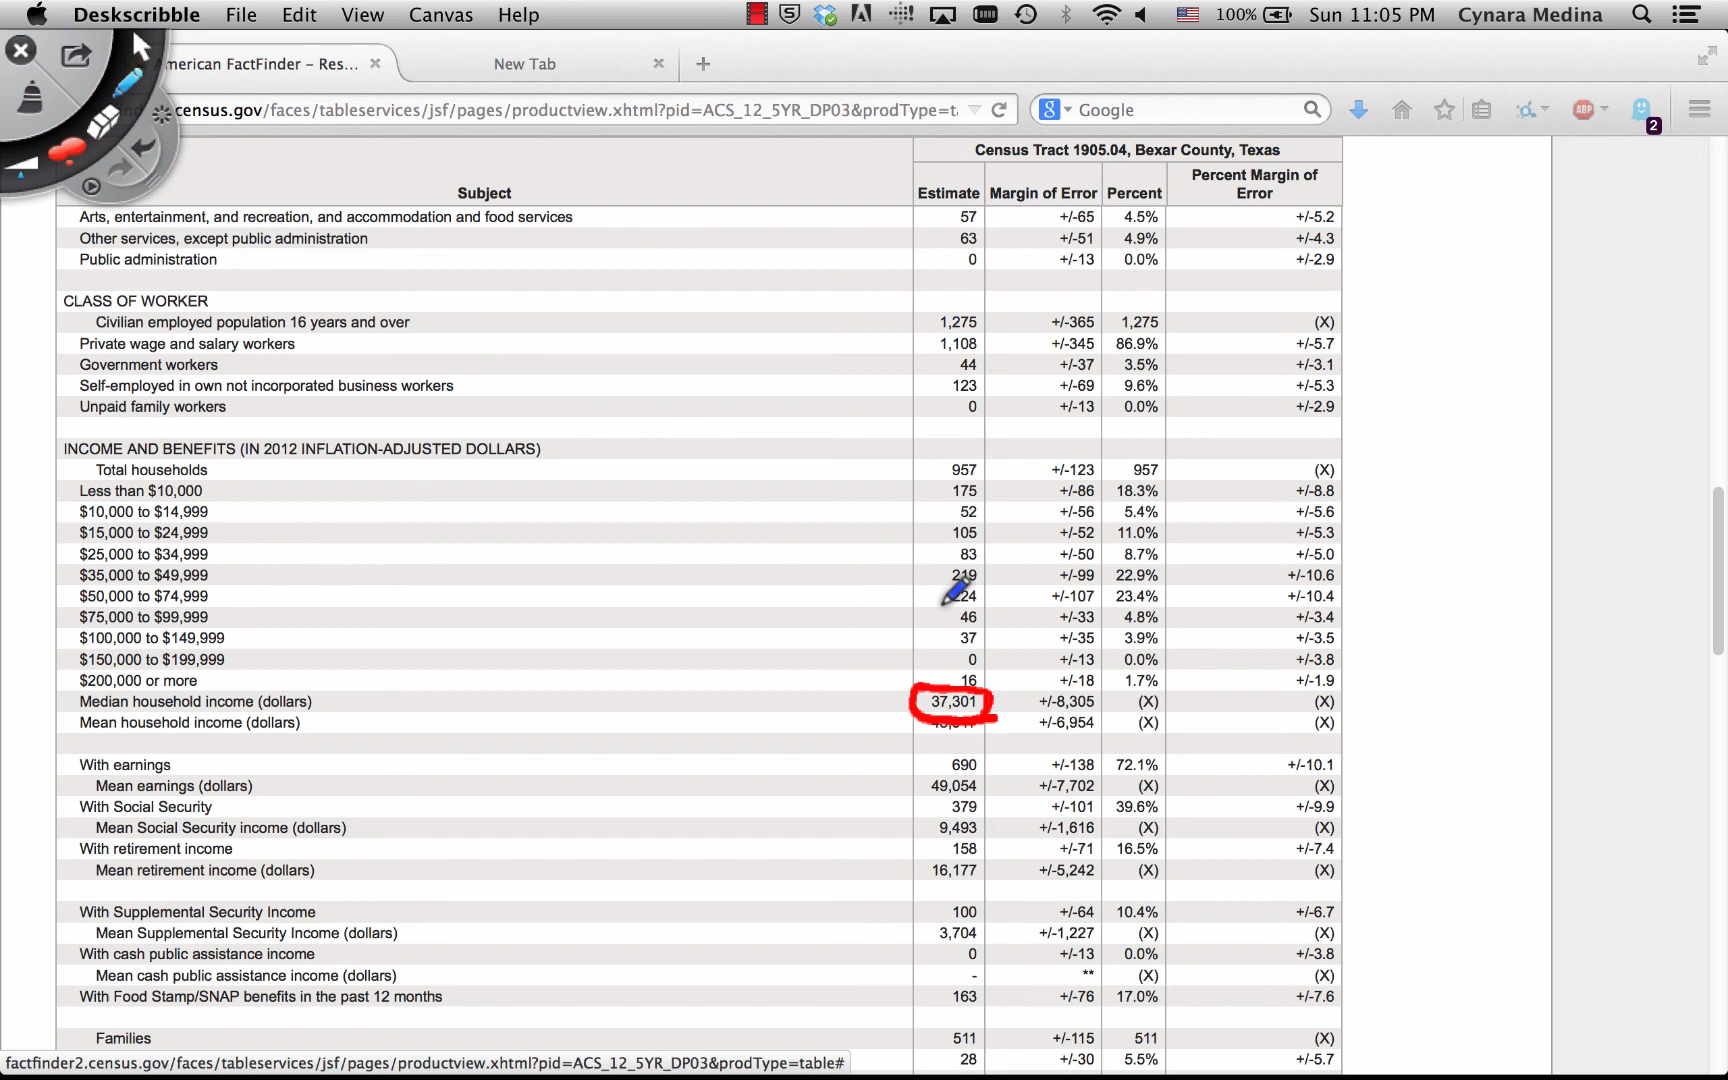 Deskscribble File Edit View Canvas Help 100% Sun 11:05 PM Cynara Medina
merican FactFinder – Res... New Tab
census.gov/faces/tableservices/jsf/pages/productview.xhtml?pid=ACS_12_5YR_DP03&prodType=t Google ABP 2
Census Tract 1905.04, Bexar County, Texas
Subject Estimate Margin of Error Percent Percent Margin of Error
Arts, entertainment, and recreation, and accommodation and food services 57 +/-65 4.5% +/-5.2
Other services, except public administration 63 +/-51 4.9% +/-4.3
Public administration 0 +/-13 0.0% +/-2.9
CLASS OF WORKER
Civilian employed population 16 years and over 1,275 +/-365 1,275 (X)
Private wage and salary workers 1,108 +/-345 86.9% +/-5.7
Government workers 44 +/-37 3.5% +/-3.1
Self-employed in own not incorporated business workers 123 +/-69 9.6% +/-5.3
Unpaid family workers 0 +/-13 0.0% +/-2.9
INCOME AND BENEFITS (IN 2012 INFLATION-ADJUSTED DOLLARS)
Total households 957 +/-123 957 (X)
Less than $10,000 175 +/-86 18.3% +/-8.8
$10,000 to $14,999 52 +/-56 5.4% +/-5.6
$15,000 to $24,999 105 +/-52 11.0% +/-5.3
$25,000 to $34,999 83 +/-50 8.7% +/-5.0
$35,000 to $49,999 219 +/-99 22.9% +/-10.6
$50,000 to $74,999 224 +/-107 23.4% +/-10.4
$75,000 to $99,999 46 +/-33 4.8% +/-3.4
$100,000 to $149,999 37 +/-35 3.9% +/-3.5
$150,000 to $199,999 0 +/-13 0.0% +/-3.8
$200,000 or more 16 +/-18 1.7% +/-1.9
Median household income (dollars) 37,301 +/-8,305 (X) (X)
Mean household income (dollars) +/-6,954 (X) (X)
With earnings 690 +/-138 72.1% +/-10.1
Mean earnings (dollars) 49,054 +/-7,702 (X) (X)
With Social Security 379 +/-101 39.6% +/-9.9
Mean Social Security income (dollars) 9,493 +/-1,616 (X) (X)
With retirement income 158 +/-71 16.5% +/-7.4
Mean retirement income (dollars) 16,177 +/-5,242 (X) (X)
With Supplemental Security Income 100 +/-64 10.4% +/-6.7
Mean Supplemental Security Income (dollars) 3,704 +/-1,227 (X) (X)
With cash public assistance income 0 +/-13 0.0% +/-3.8
Mean cash public assistance income (dollars) - ** (X) (X)
With Food Stamp/SNAP benefits in the past 12 months 163 +/-76 17.0% +/-7.6
Families 511 +/-115 511 (X)
28 +/-30 5.5% +/-5.7
factfinder2.census.gov/faces/tableservices/jsf/pages/productview.xhtml?pid=ACS_12_5YR_DP03&prodType=table#